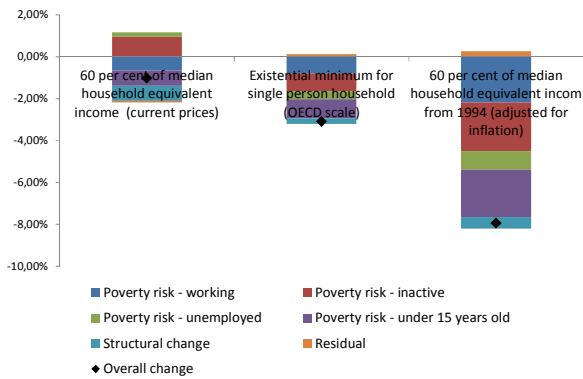 2,00%
0,00%
60 per cent of median
household equivalent
income (current prices)
Existential minimum for
single person household
(OECD scale)
60 per cent of median
household equivalent incom
from 1994 (adjusted for
inflation)
-2,00%
-4,00%
-6,00%
-8,00%
-10,00%
Poverty risk - working
Poverty risk - inactive
Poverty risk - unemployed
Poverty risk - under 15 years old
Structural change
Residual
Overall change